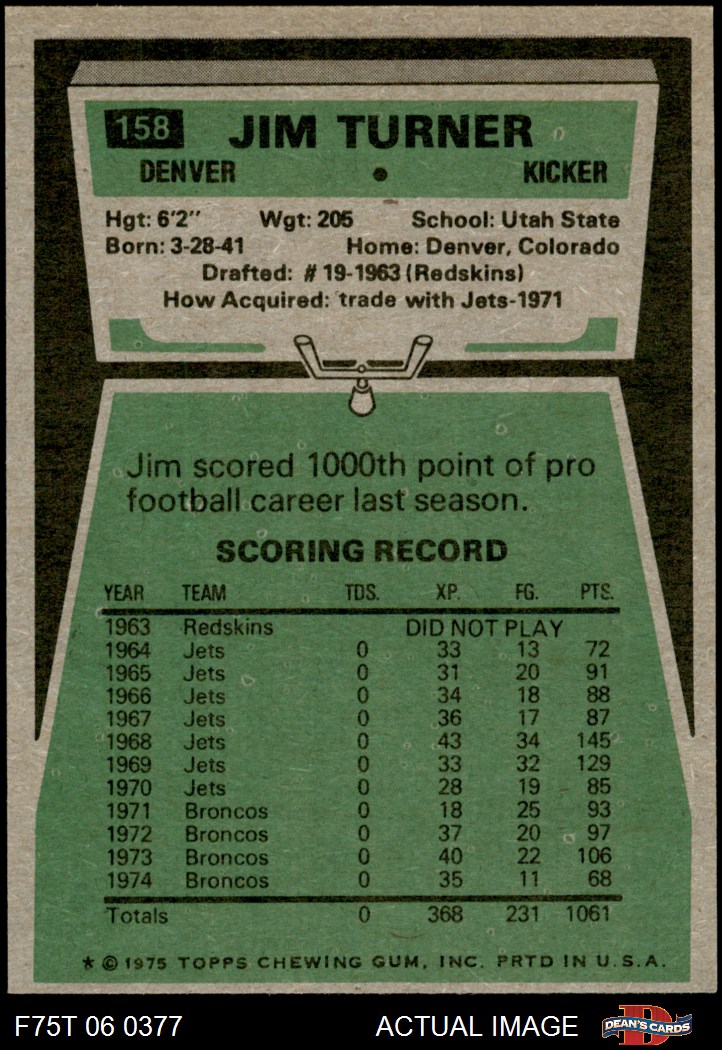 158 JIM TURNER
DENVER • KICKER
Hgt: 6'2" Wgt: 205 School: Utah State
Born: 3-28-41 Home: Denver, Colorado
Drafted: # 19-1963 (Redskins)
How Acquired: trade with Jets-1971
Jim scored 1000th point of pro
football career last season.
SCORING RECORD
YEAR TEAM TDS. XP. FG. PTS.
1963 Redskins DID NOT PLAY
1964 Jets 0 33 13 72
1965 Jets 0 31 20 91
1966 Jets 0 34 18 88
1967 Jets 0 36 17 87
1968 Jets 0 43 34 145
1969 Jets 0 33 32 129
1970 Jets 0 28 19 85
1971 Broncos 0 18 25 93
1972 Broncos 0 37 20 97
1973 Broncos 0 40 22 106
1974 Broncos 0 35 11 68
Totals 0 368 231 1061
* © 1975 TOPPS CHEWING GUM, INC. PRTD IN U.S.A.
F75T 06 0377 ACTUAL IMAGE D DEAN'S CARDS